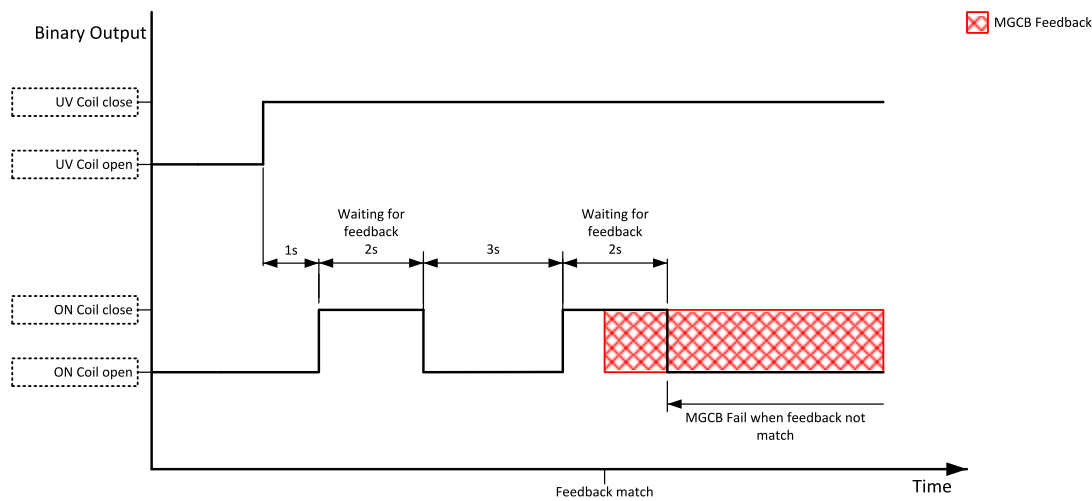 Binary Output
MGCB Feedback
UV Coil close
UV Coil open
Waiting for
feedback
Waiting for
feedback
1s
2s
3s
2s
ON Coil close
ON Coil open
MGCB Fail when feedback not
match
Time
Feedback match